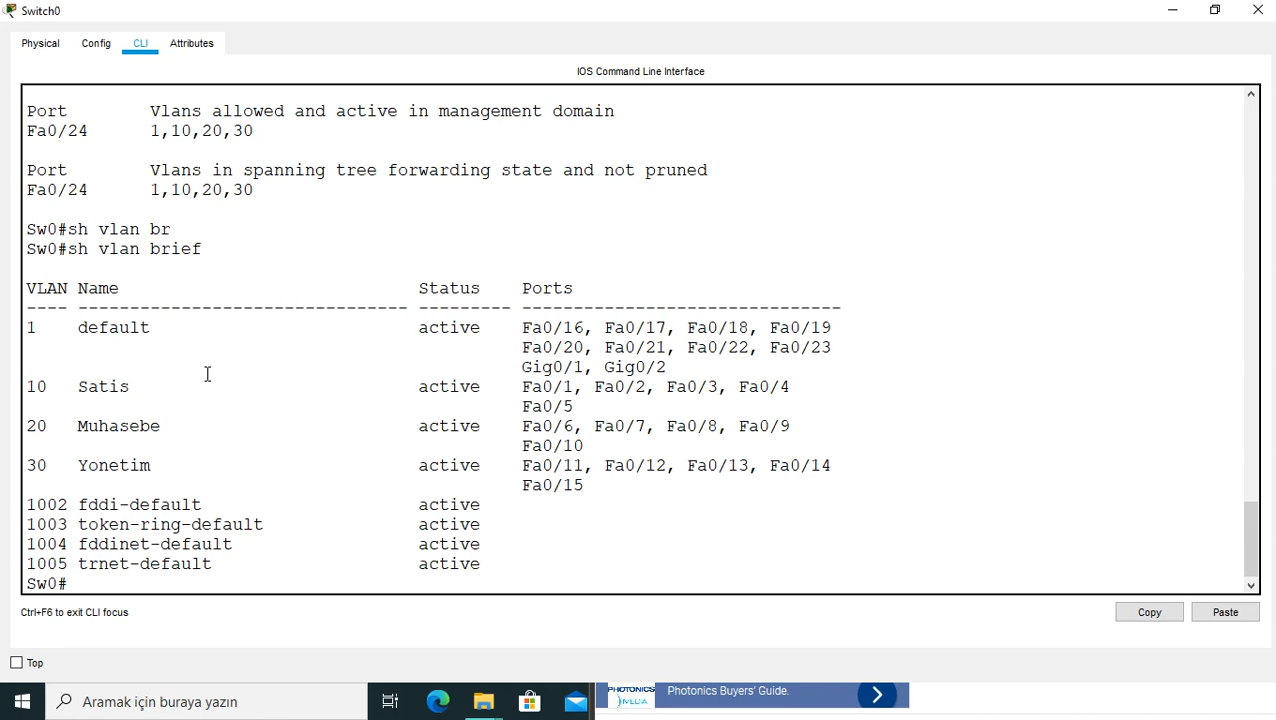 Switch0
Physical Config CLI Attributes
IOS Command Line Interface
Port Vlans allowed and active in management domain
Fa0/24 1,10,20,30
Port Vlans in spanning tree forwarding state and not pruned
Fa0/24 1,10,20,30
Sw0#sh vlan br
Sw0#sh vlan brief
VLAN Name Status Ports
---- -------------------------------- --------- -------------------------------
1 default active Fa0/16, Fa0/17, Fa0/18, Fa0/19
Fa0/20, Fa0/21, Fa0/22, Fa0/23
Gig0/1, Gig0/2
10 Satis active Fa0/1, Fa0/2, Fa0/3, Fa0/4
Fa0/5
20 Muhasebe active Fa0/6, Fa0/7, Fa0/8, Fa0/9
Fa0/10
30 Yonetim active Fa0/11, Fa0/12, Fa0/13, Fa0/14
Fa0/15
1002 fddi-default active
1003 token-ring-default active
1004 fddinet-default active
1005 trnet-default active
Sw0#
Ctrl+F6 to exit CLI focus
Copy Paste
Top
Aramak için buraya yazın
PHOTONICS MEDIA
Photonics Buyers' Guide.